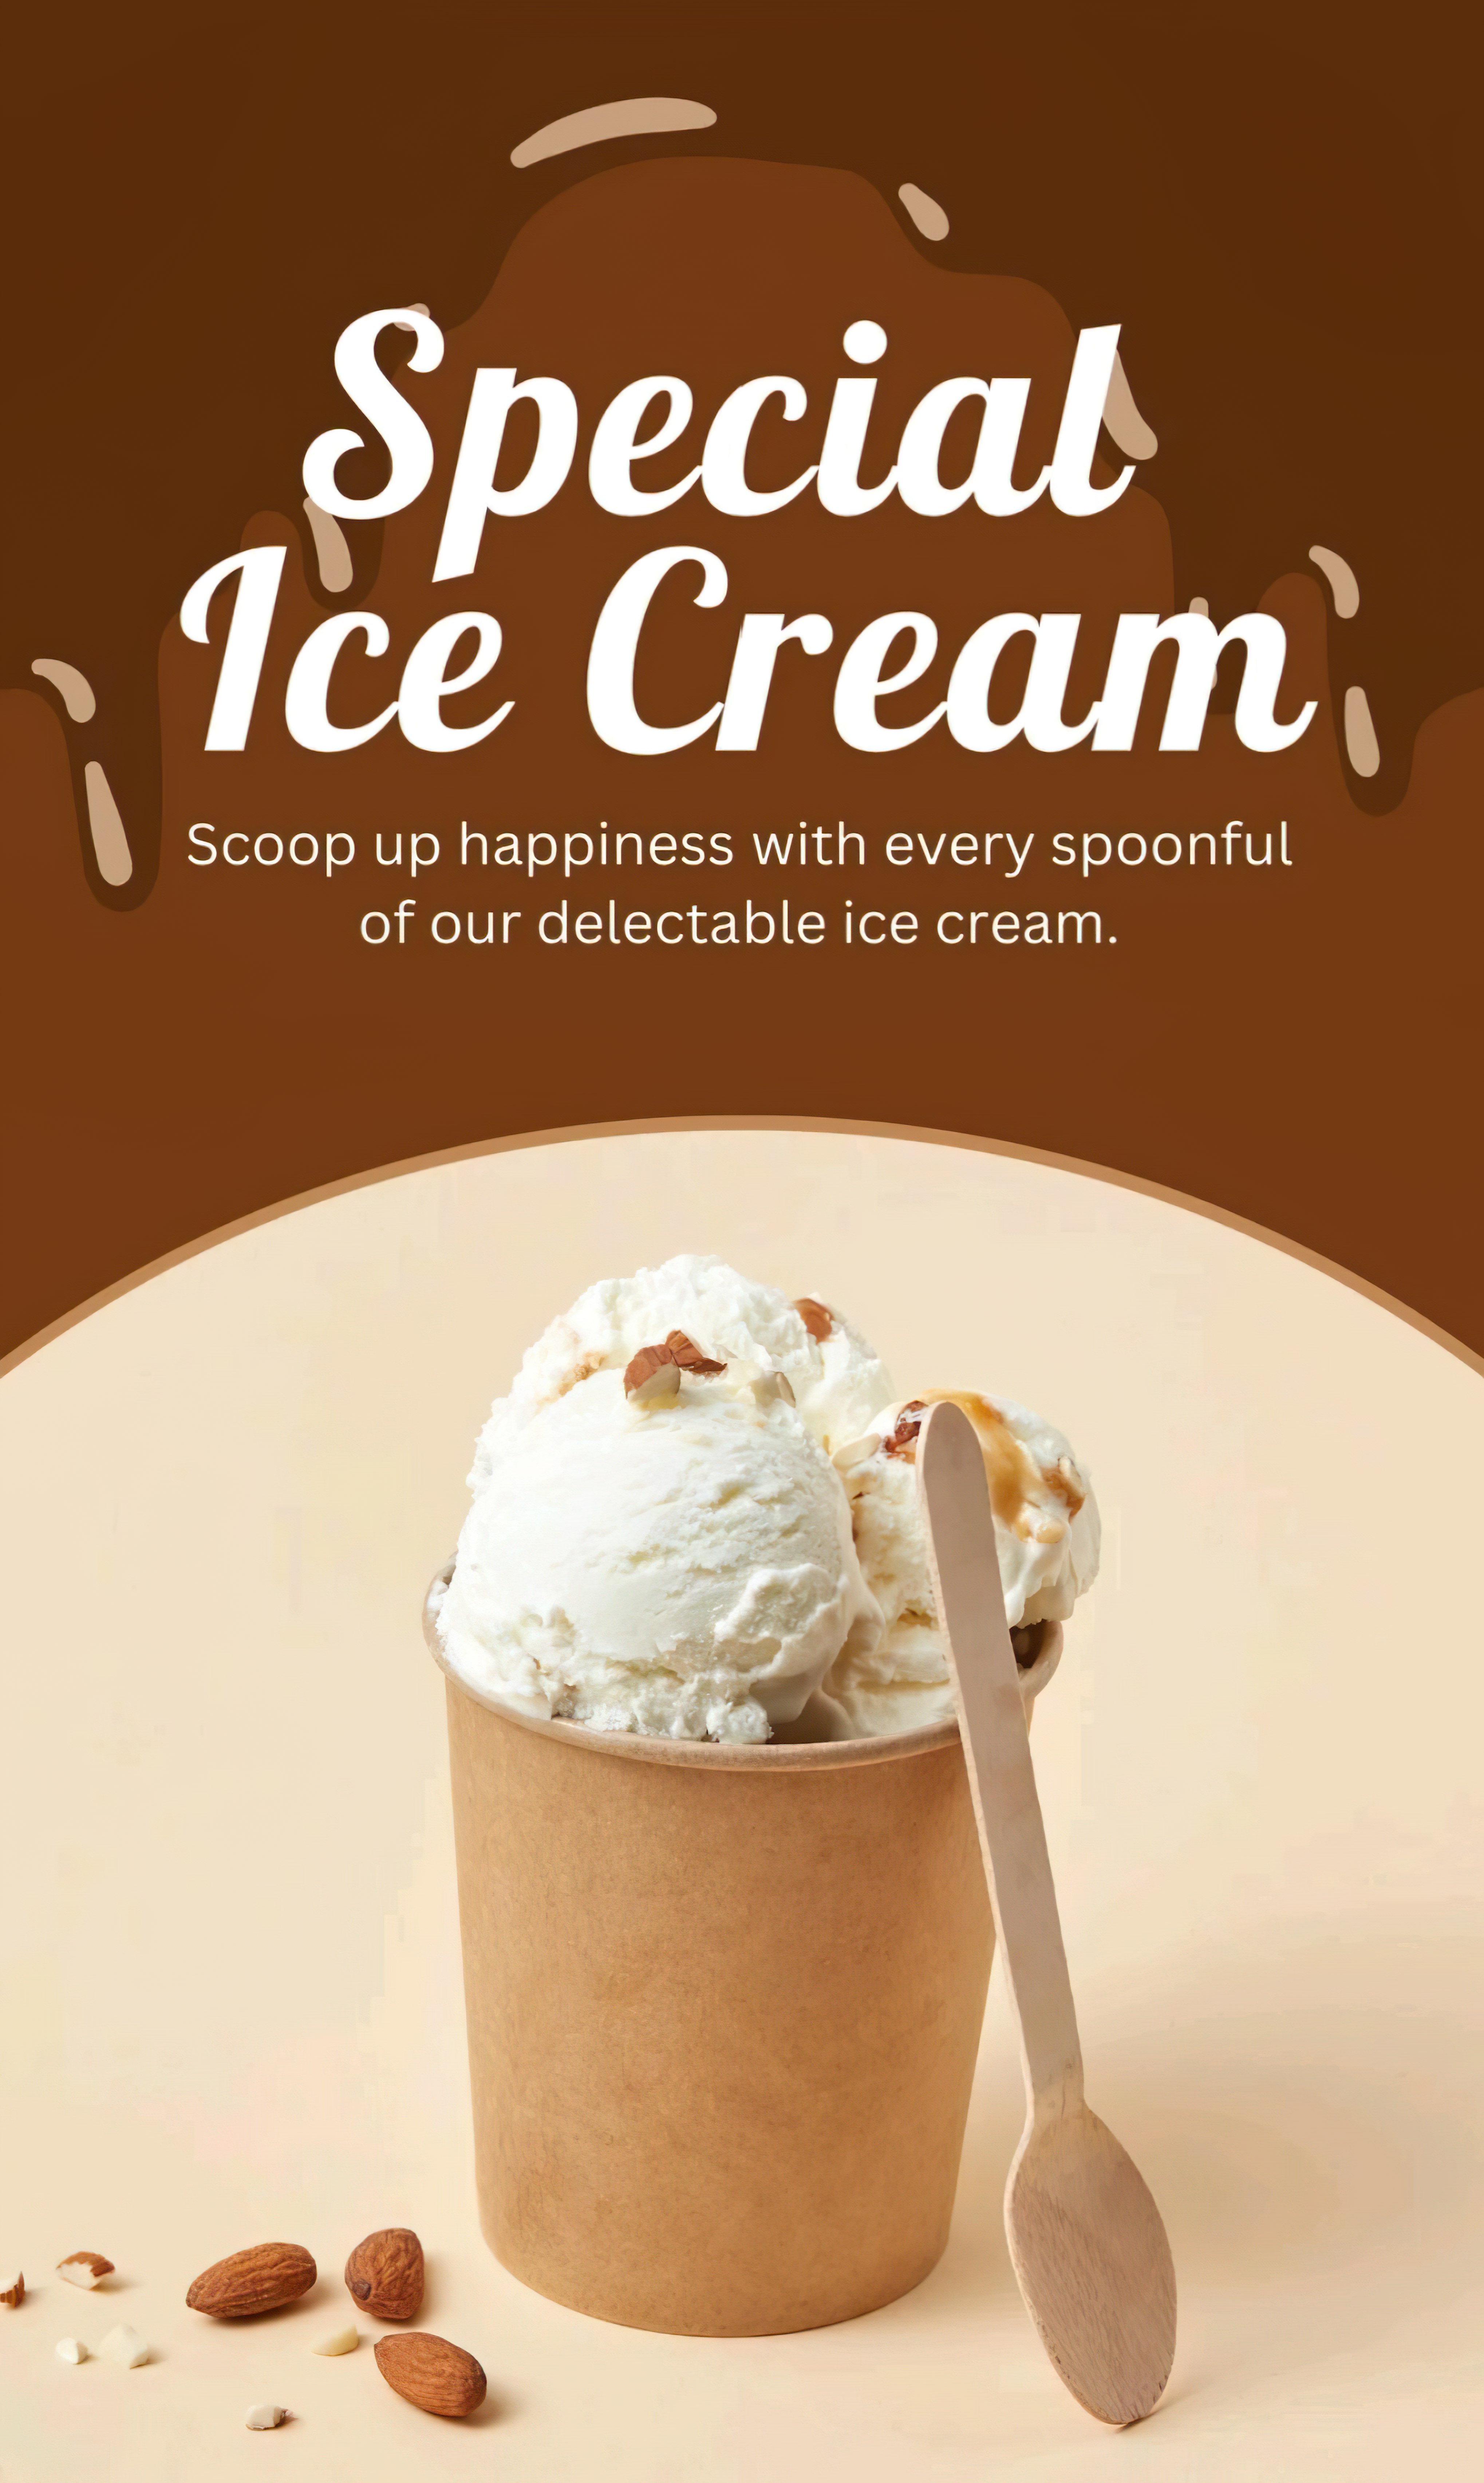 Special
Ice Cream
Scoop up happiness with every spoonful
of our delectable ice cream.